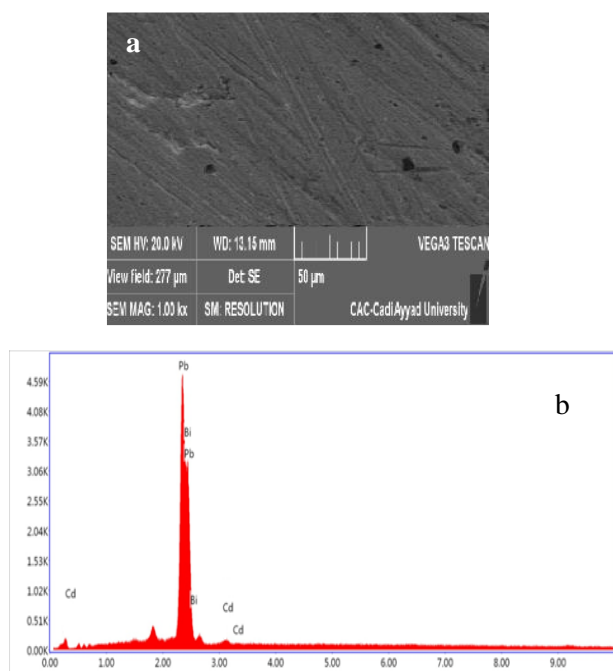 a
SEM HV: 20.0 kV WD: 13.15 mm VEGA3 TESCAN
View field: 277 µm Det: SE 50 µm
SEM MAG: 1.00 kx SM: RESOLUTION CAC-CadiAyyad University
b
Pb
4.59K
4.08K
3.57K Bi
Pb
3.06K
2.55K
2.04K
1.53K
1.02K Cd
Bi
0.51K Cd
Cd
0.00K
0.00 1.00 2.00 3.00 4.00 5.00 6.00 7.00 8.00 9.00